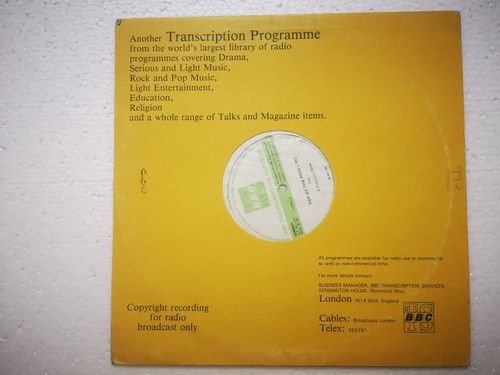 Another Transcription Programme
from the world's largest library of radio
programmes covering Drama,
Serious and Light Music,
Rock and Pop Music,
Light Entertainment,
Education,
Religion
and a whole range of Talks and Magazine items.
All programmes are available for radio use in commercial
as well as non-commercial time.
For more details contact:
BUSINESS MANAGER, BBC TRANSCRIPTION SERVICES
KENSINGTON HOUSE, Richmond Way,
London W14 0AX, England
Cables: Broadcasts London
Telex:
Copyright recording
for radio
broadcast only
TS
BBC